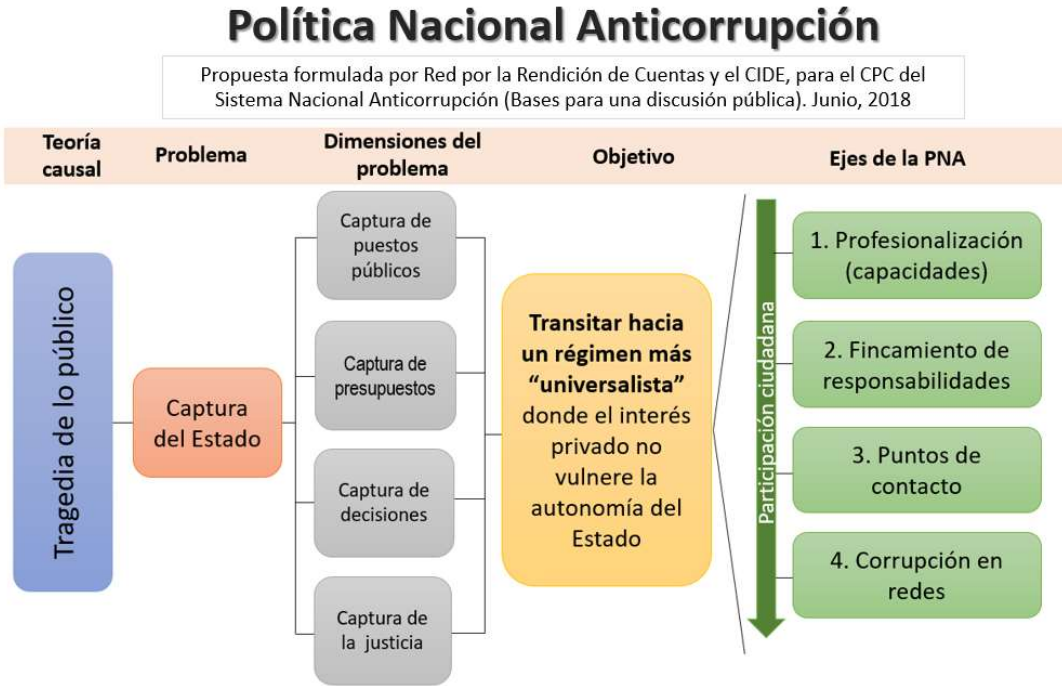 Política Nacional Anticorrupción
Propuesta formulada por Red por la Rendición de Cuentas y el CIDE, para el CPC del
Sistema Nacional Anticorrupción (Bases para una discusión pública). Junio, 2018
Teoría
causal
Problema
Dimensiones del
problema
Objetivo
Ejes de la PNA
Tragedia de lo público
Captura
del Estado
Captura de
puestos
públicos
Captura de
presupuestos
Captura de
decisiones
Captura de
la justicia
Transitar hacia
un régimen más
“universalista”
donde el interés
privado no
vulnere la
autonomía del
Estado
Participación ciudadana
1. Profesionalización
(capacidades)
2. Fincamiento de
responsabilidades
3. Puntos de
contacto
4. Corrupción en
redes